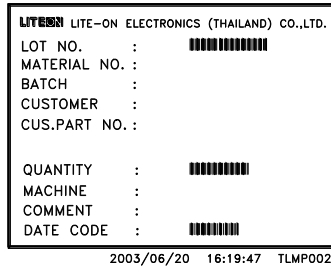 LITEON LITE-ON ELECTRONICS (THAILAND) CO.,LTD.
LOT NO. :
MATERIAL NO. :
BATCH :
CUSTOMER :
CUS.PART NO. :
QUANTITY :
MACHINE :
COMMENT :
DATE CODE :
2003/06/20 16:19:47 TLMP002